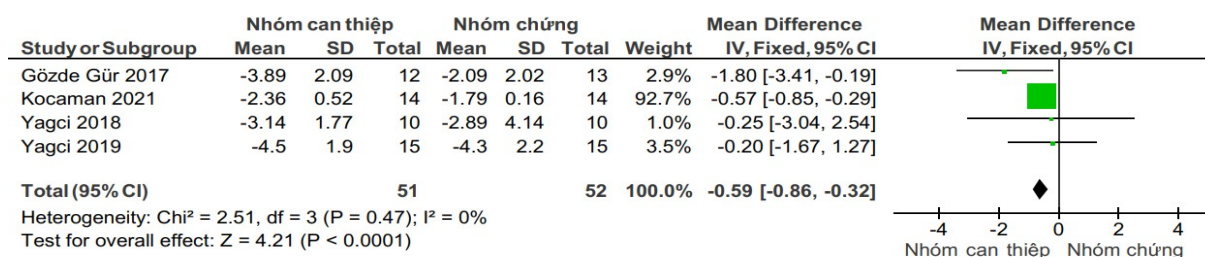 Nhóm can thiệp Nhóm chứng Mean Difference Mean Difference
Study or Subgroup Mean SD Total Mean SD Total Weight IV, Fixed, 95% CI IV, Fixed, 95% CI
Gözde Gür 2017 -3.89 2.09 12 -2.09 2.02 13 2.9% -1.80 [-3.41, -0.19]
Kocaman 2021 -2.36 0.52 14 -1.79 0.16 14 92.7% -0.57 [-0.85, -0.29]
Yagci 2018 -3.14 1.77 10 -2.89 4.14 10 1.0% -0.25 [-3.04, 2.54]
Yagci 2019 -4.5 1.9 15 -4.3 2.2 15 3.5% -0.20 [-1.67, 1.27]
Total (95% CI) 51 52 100.0% -0.59 [-0.86, -0.32]
Heterogeneity: Chi² = 2.51, df = 3 (P = 0.47); I² = 0%
Test for overall effect: Z = 4.21 (P < 0.0001)
-4 -2 0 2 4
Nhóm can thiệp Nhóm chứng